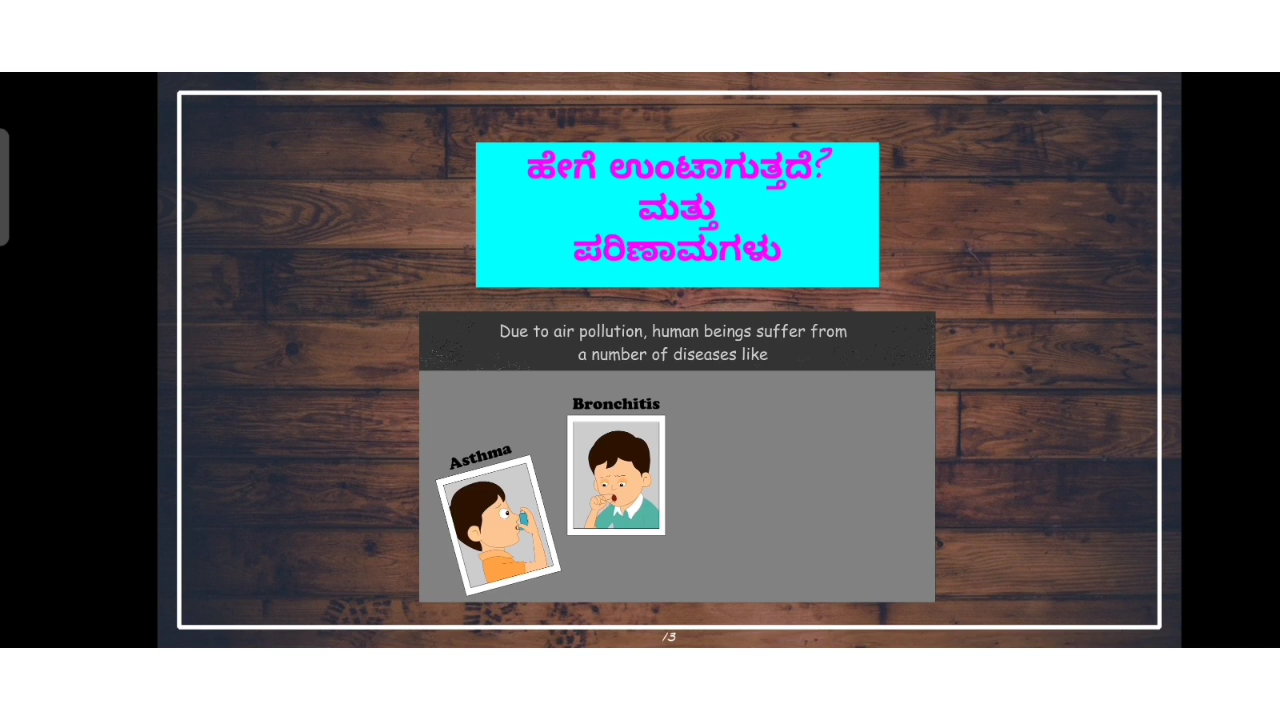 ಹೇಗೆ ಉಂಟಾಗುತ್ತದೆ?
ಮತ್ತು
ಪರಿಣಾಮಗಳು
Due to air pollution, human beings suffer from
a number of diseases like
Bronchitis
Asthma
13